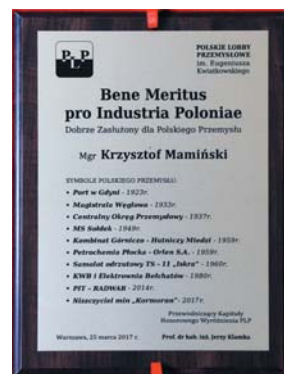 P L P
POLSKIE LOBBY
PRZEMYSŁOWE
im. Eugeniusza
Kwiatkowskiego
Bene Meritus
pro Industria Poloniae
Dobrze Zasłużony dla Polskiego Przemysłu
Mgr Krzysztof Mamiński
SYMBOLE POLSKIEGO PRZEMYSŁU:
• Port w Gdyni - 1923r.
• Magistrala Węglowa - 1933r.
• Centralny Okręg Przemysłowy - 1937r.
• MS Sołdek - 1949r.
• Kombinat Górniczo - Hutniczy Miedzi - 1959r.
• Petrochemia Płocka - Orlen S.A. - 1959r.
• Samolot odrzutowy TS - 11 „Iskra" - 1960r.
• KWB i Elektrownia Bełchatów - 1980r.
• PIT - RADWAR - 2014r.
• Niszczyciel min „Kormoran" - 2017r.
Przewodniczący Kapituły
Honorowego Wyróżnienia PLP
Warszawa, 25 marca 2017 r.
Prof. dr hab. inż. Jerzy Klamka